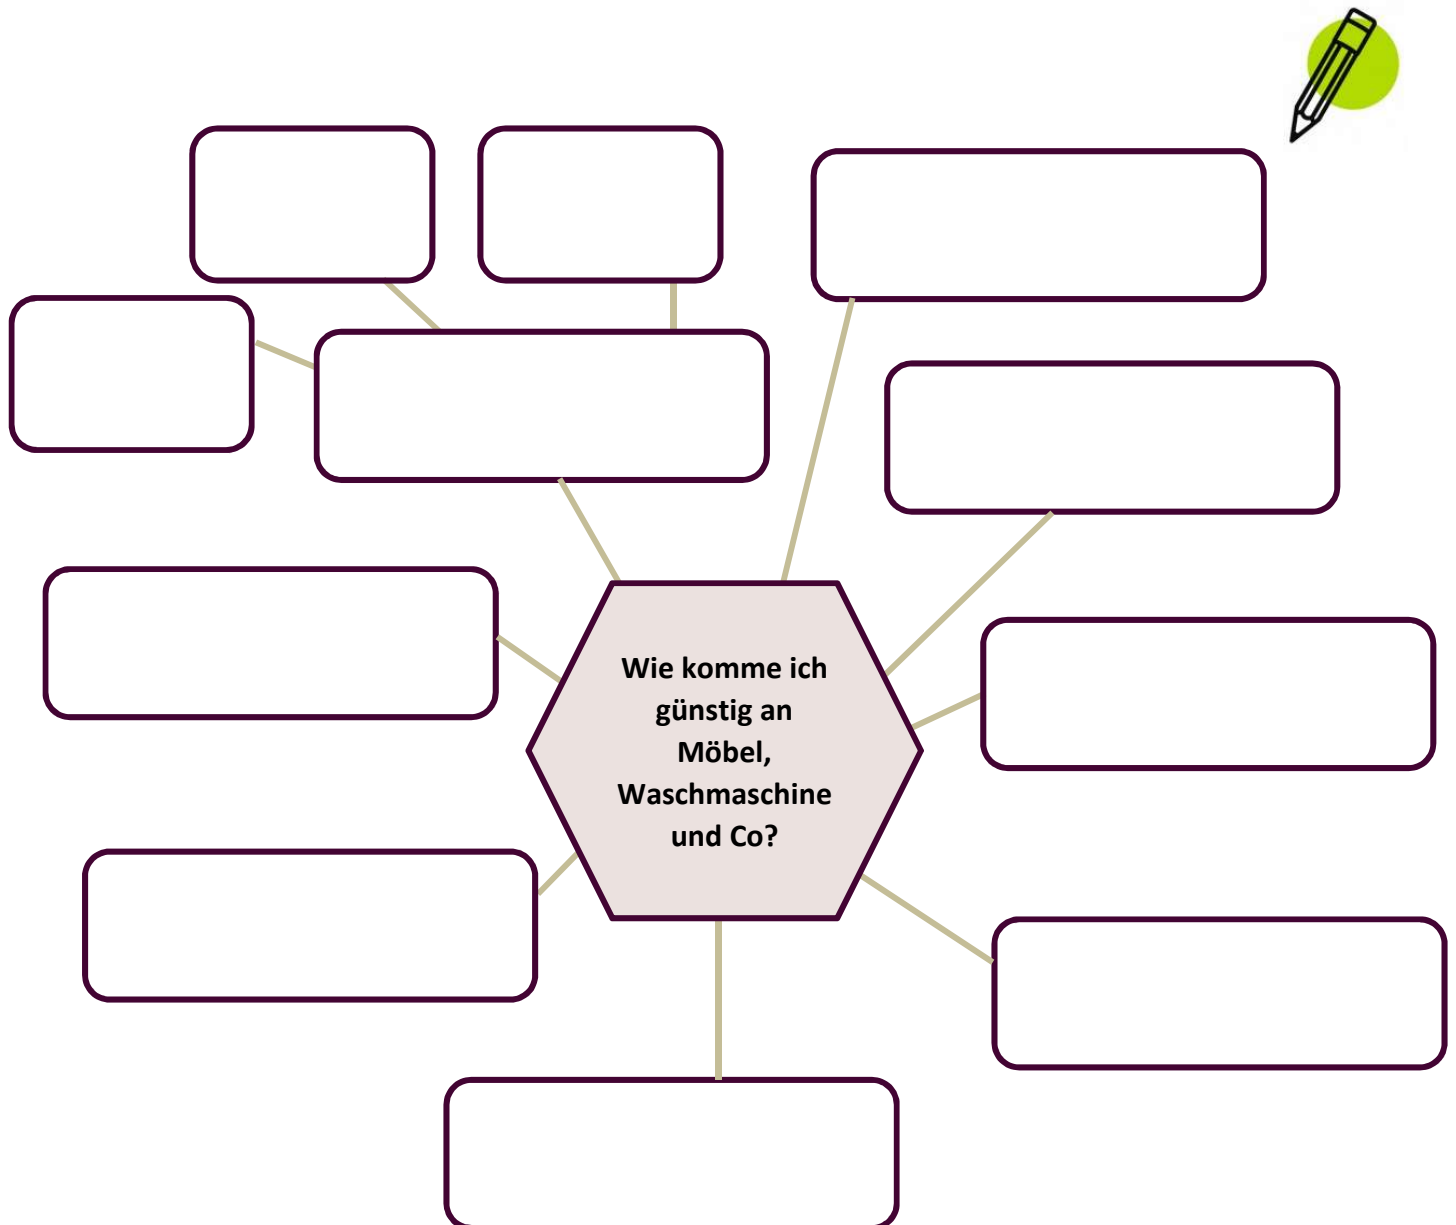 Wie komme ich
günstig an
Möbel,
Waschmaschine
und Co?